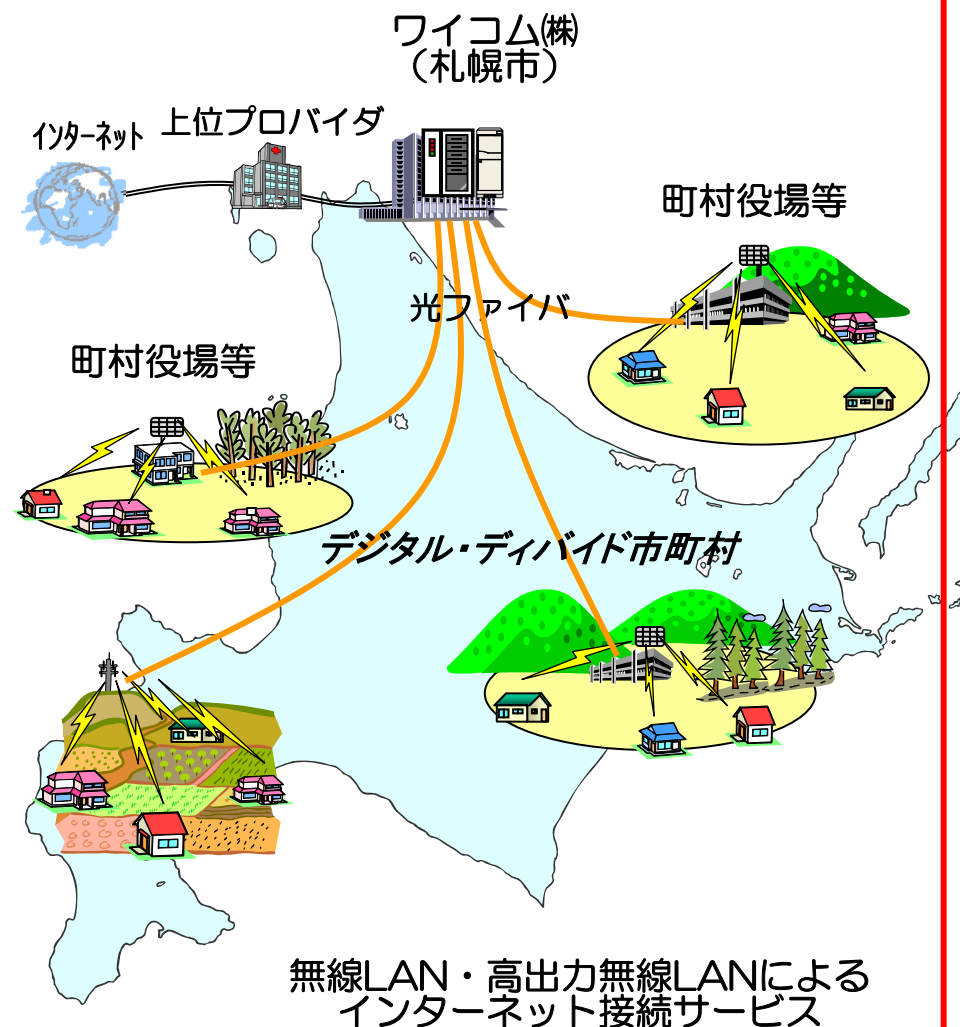 ワイコム㈱
(札幌市)
インターネット
上位プロバイダ
町村役場等
光ファイバ
町村役場等
デジタル・ディバイド市町村
無線LAN・高出力無線LANによる
インターネット接続サービス